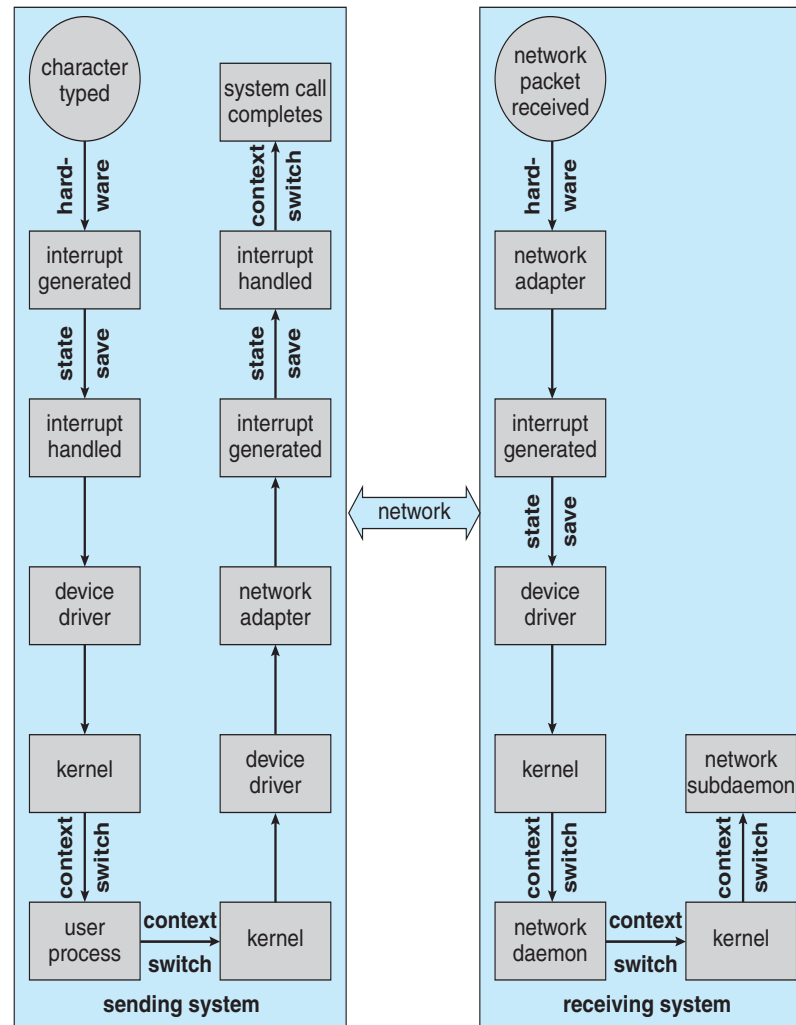 character
typed
hard-
ware
interrupt
generated
state
save
interrupt
handled
device
driver
kernel
context
switch
user
process
context
switch
kernel
device
driver
network
adapter
interrupt
generated
state
save
interrupt
handled
context
switch
system call
completes
sending system
network
network
packet
received
hard-
ware
network
adapter
interrupt
generated
state
save
device
driver
kernel
context
switch
network
daemon
context
switch
kernel
context
switch
network
subdaemon
receiving system